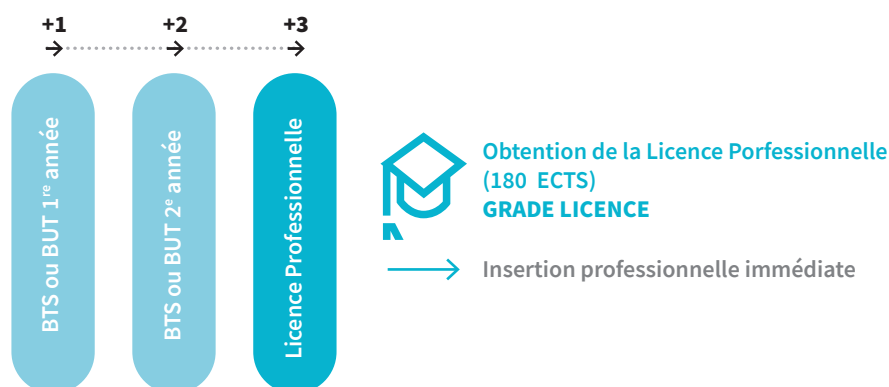 +1 +2 +3
BTS ou BUT 1re année
BTS ou BUT 2e année
Licence Professionnelle
Obtention de la Licence Porfessionnelle
(180 ECTS)
GRADE LICENCE
Insertion professionnelle immédiate